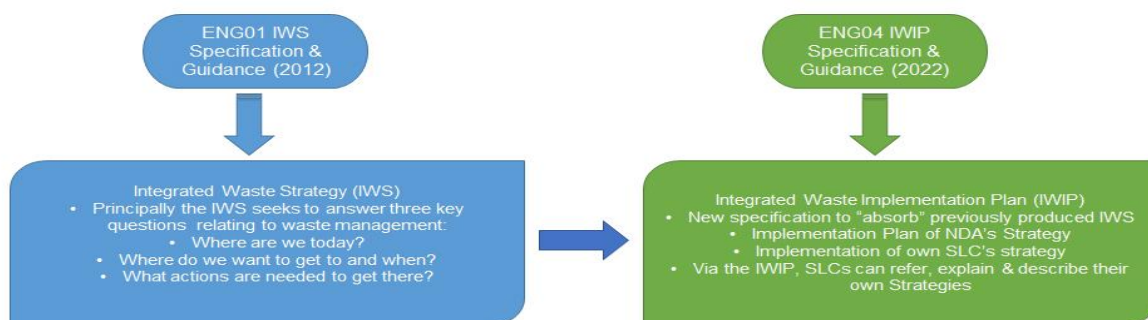 ENG01 IWS
Specification &
Guidance (2012)
ENG04 IWIP
Specification &
Guidance (2022)
Integrated Waste Strategy (IWS)
• Principally the IWS seeks to answer three key
questions relating to waste management:
• Where are we today?
• Where do we want to get to and when?
• What actions are needed to get there?
Integrated Waste Implementation Plan (IWIP)
• New specification to “absorb” previously produced IWS
• Implementation Plan of NDA's Strategy
• Implementation of own SLC's strategy
• Via the IWIP, SLCs can refer, explain & describe their
own Strategies